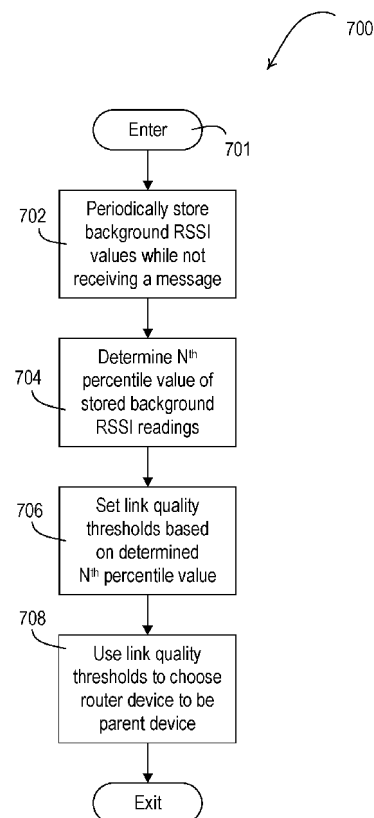 700
Enter
701
702
Periodically store
background RSSI
values while not
receiving a message
704
Determine Nth
percentile value of
stored background
RSSI readings
706
Set link quality
thresholds based
on determined
Nth percentile value
708
Use link quality
thresholds to choose
router device to be
parent device
Exit